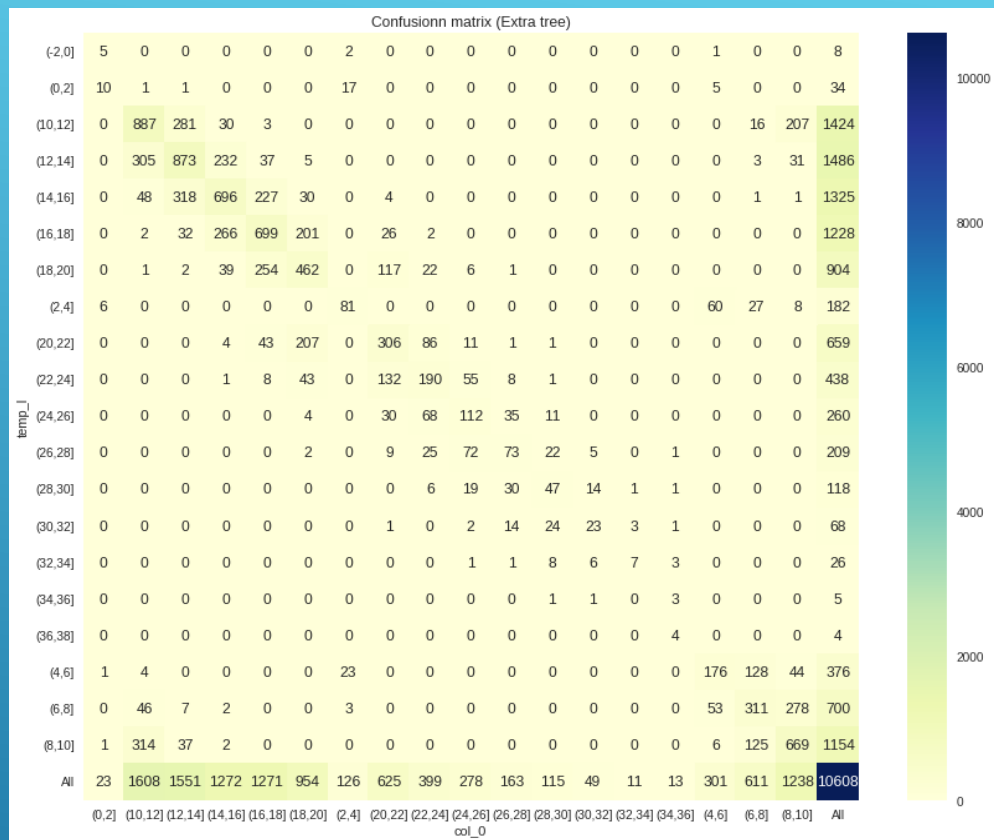 Confusionn matrix (Extra tree)
(-2,0] 5 0 0 0 0 0 2 0 0 0 0 0 0 0 0 1 0 0 8
(0,2] 10 1 1 0 0 0 17 0 0 0 0 0 0 0 0 5 0 0 34
(10,12] 0 887 281 30 3 0 0 0 0 0 0 0 0 0 0 0 16 207 1424
(12,14] 0 305 873 232 37 5 0 0 0 0 0 0 0 0 0 0 3 31 1486
(14,16] 0 48 318 696 227 30 0 4 0 0 0 0 0 0 0 0 1 1 1325
(16,18] 0 2 32 266 699 201 0 26 2 0 0 0 0 0 0 0 0 0 1228
(18,20] 0 1 2 39 254 462 0 117 22 6 1 0 0 0 0 0 0 0 904
(2,4] 6 0 0 0 0 0 81 0 0 0 0 0 0 0 0 60 27 8 182
(20,22] 0 0 0 4 43 207 0 306 86 11 1 1 0 0 0 0 0 0 659
(22,24] 0 0 0 1 8 43 0 132 190 55 8 1 0 0 0 0 0 0 438
(24,26] 0 0 0 0 0 4 0 30 68 112 35 11 0 0 0 0 0 0 260
(26,28] 0 0 0 0 0 2 0 9 25 72 73 22 5 0 1 0 0 0 209
(28,30] 0 0 0 0 0 0 0 0 6 19 30 47 14 1 1 0 0 0 118
(30,32] 0 0 0 0 0 0 0 1 0 2 14 24 23 3 1 0 0 0 68
(32,34] 0 0 0 0 0 0 0 0 0 1 1 8 6 7 3 0 0 0 26
(34,36] 0 0 0 0 0 0 0 0 0 0 0 1 1 0 3 0 0 0 5
(36,38] 0 0 0 0 0 0 0 0 0 0 0 0 0 0 4 0 0 0 4
(4,6] 1 4 0 0 0 0 23 0 0 0 0 0 0 0 0 176 128 44 376
(6,8] 0 46 7 2 0 0 3 0 0 0 0 0 0 0 0 53 311 278 700
(8,10] 1 314 37 2 0 0 0 0 0 0 0 0 0 0 0 6 125 669 1154
All 23 1608 1551 1272 1271 954 126 625 399 278 163 115 49 11 13 301 611 1238 10608
(0,2] (10,12] (12,14] (14,16] (16,18] (18,20] (2,4] (20,22] (22,24] (24,26] (26,28] (28,30] (30,32] (32,34] (34,36] (4,6] (6,8] (8,10] All
col_0
temp_l
10000
8000
6000
4000
2000
0